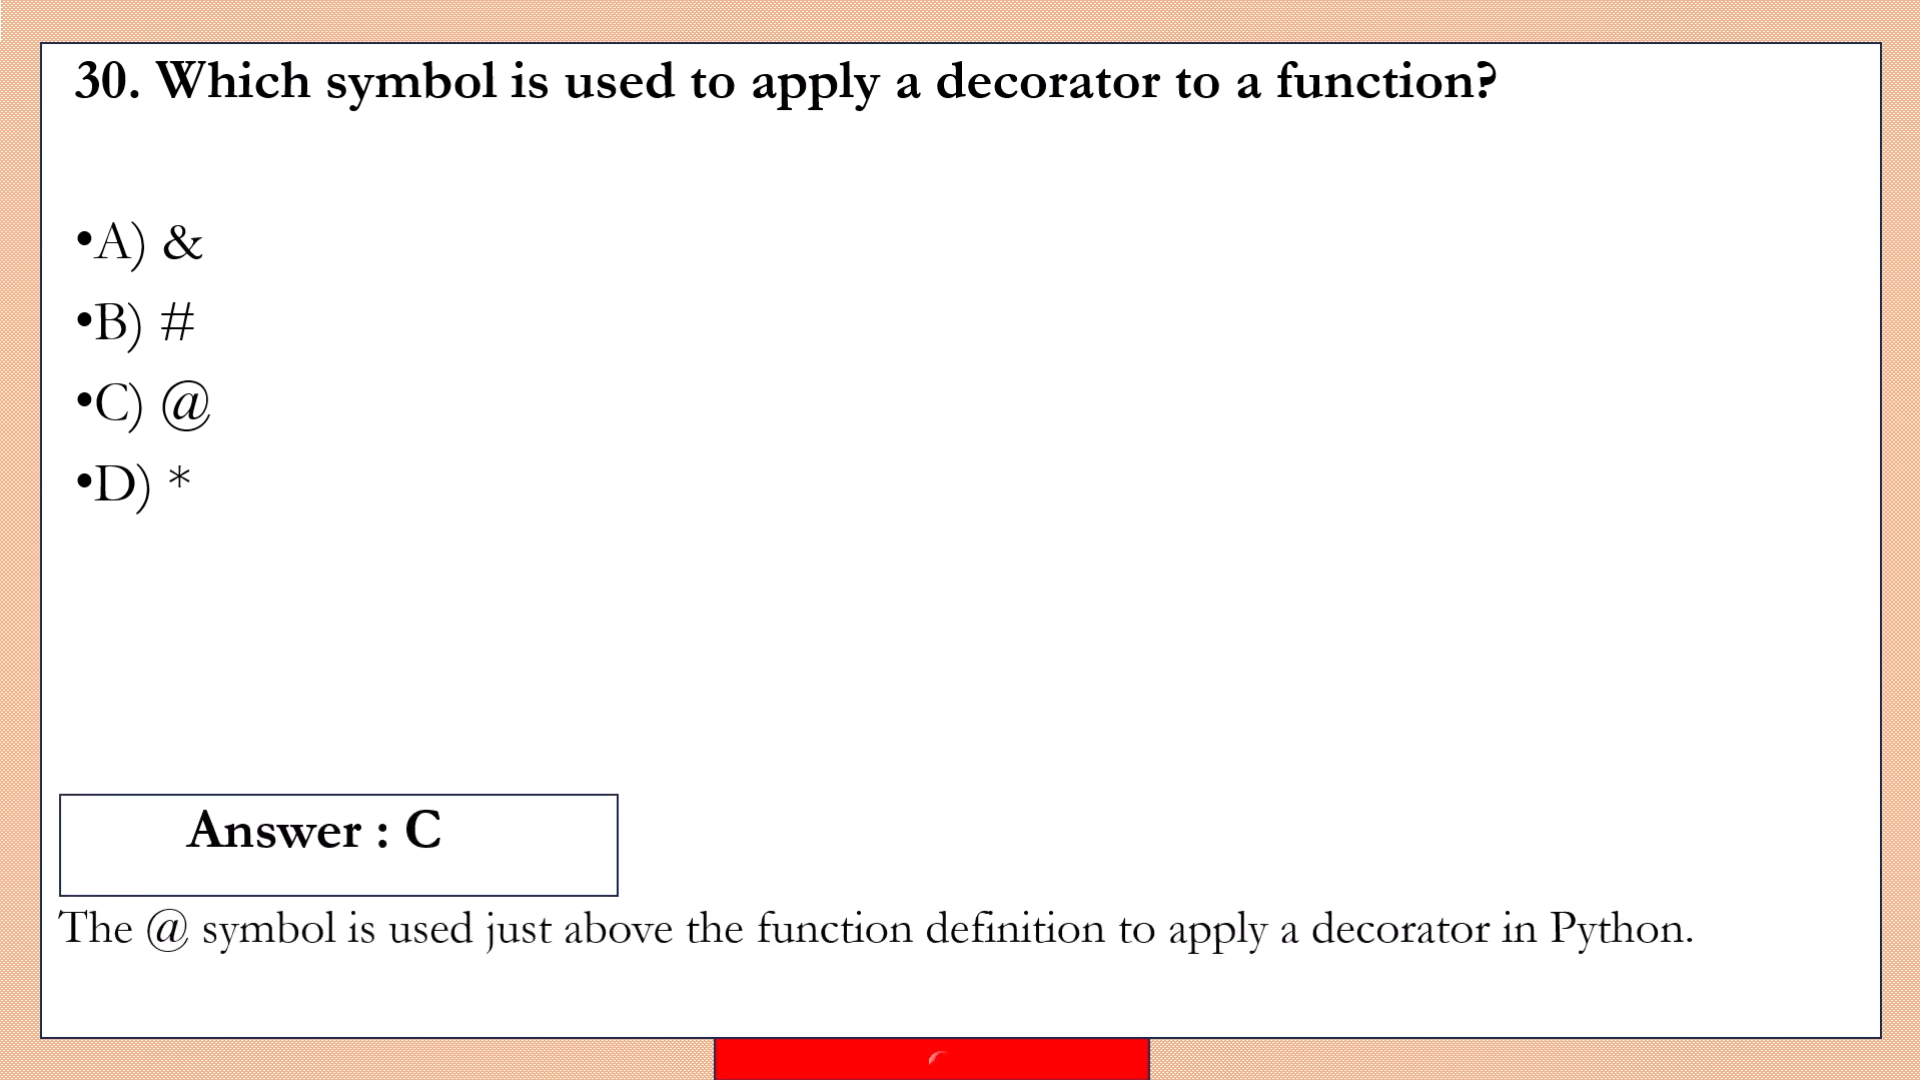 30. Which symbol is used to apply a decorator to a function?
•A) &
•B) #
•C) @
•D) *
Answer : C
The @ symbol is used just above the function definition to apply a decorator in Python.